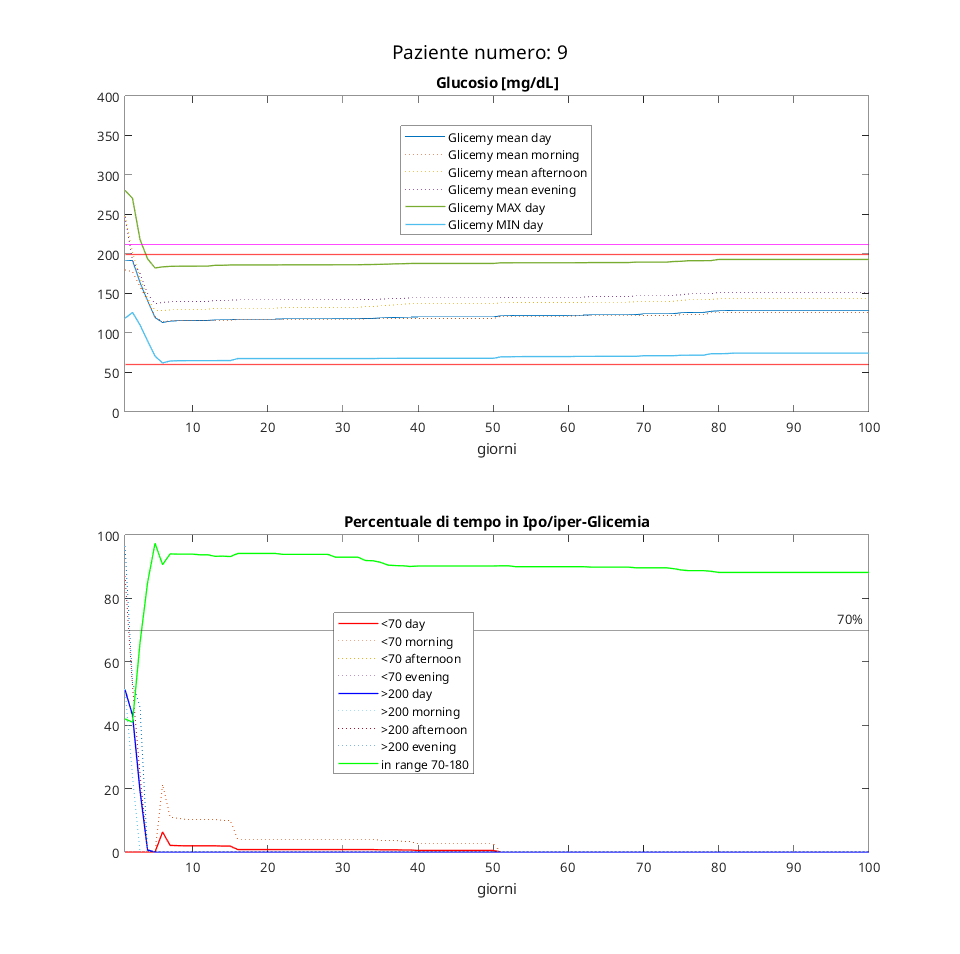 Paziente numero: 9
Glucosio [mg/dL]
400
350
300
250
200
150
100
50
0
Glicemy mean day
Glicemy mean morning
Glicemy mean afternoon
Glicemy mean evening
Glicemy MAX day
Glicemy MIN day
10 20 30 40 50 60 70 80 90 100
giorni
Percentuale di tempo in Ipo/iper-Glicemia
100
80
60
40
20
0
70%
<70 day
<70 morning
<70 afternoon
<70 evening
>200 day
>200 morning
>200 afternoon
>200 evening
in range 70-180
10 20 30 40 50 60 70 80 90 100
giorni